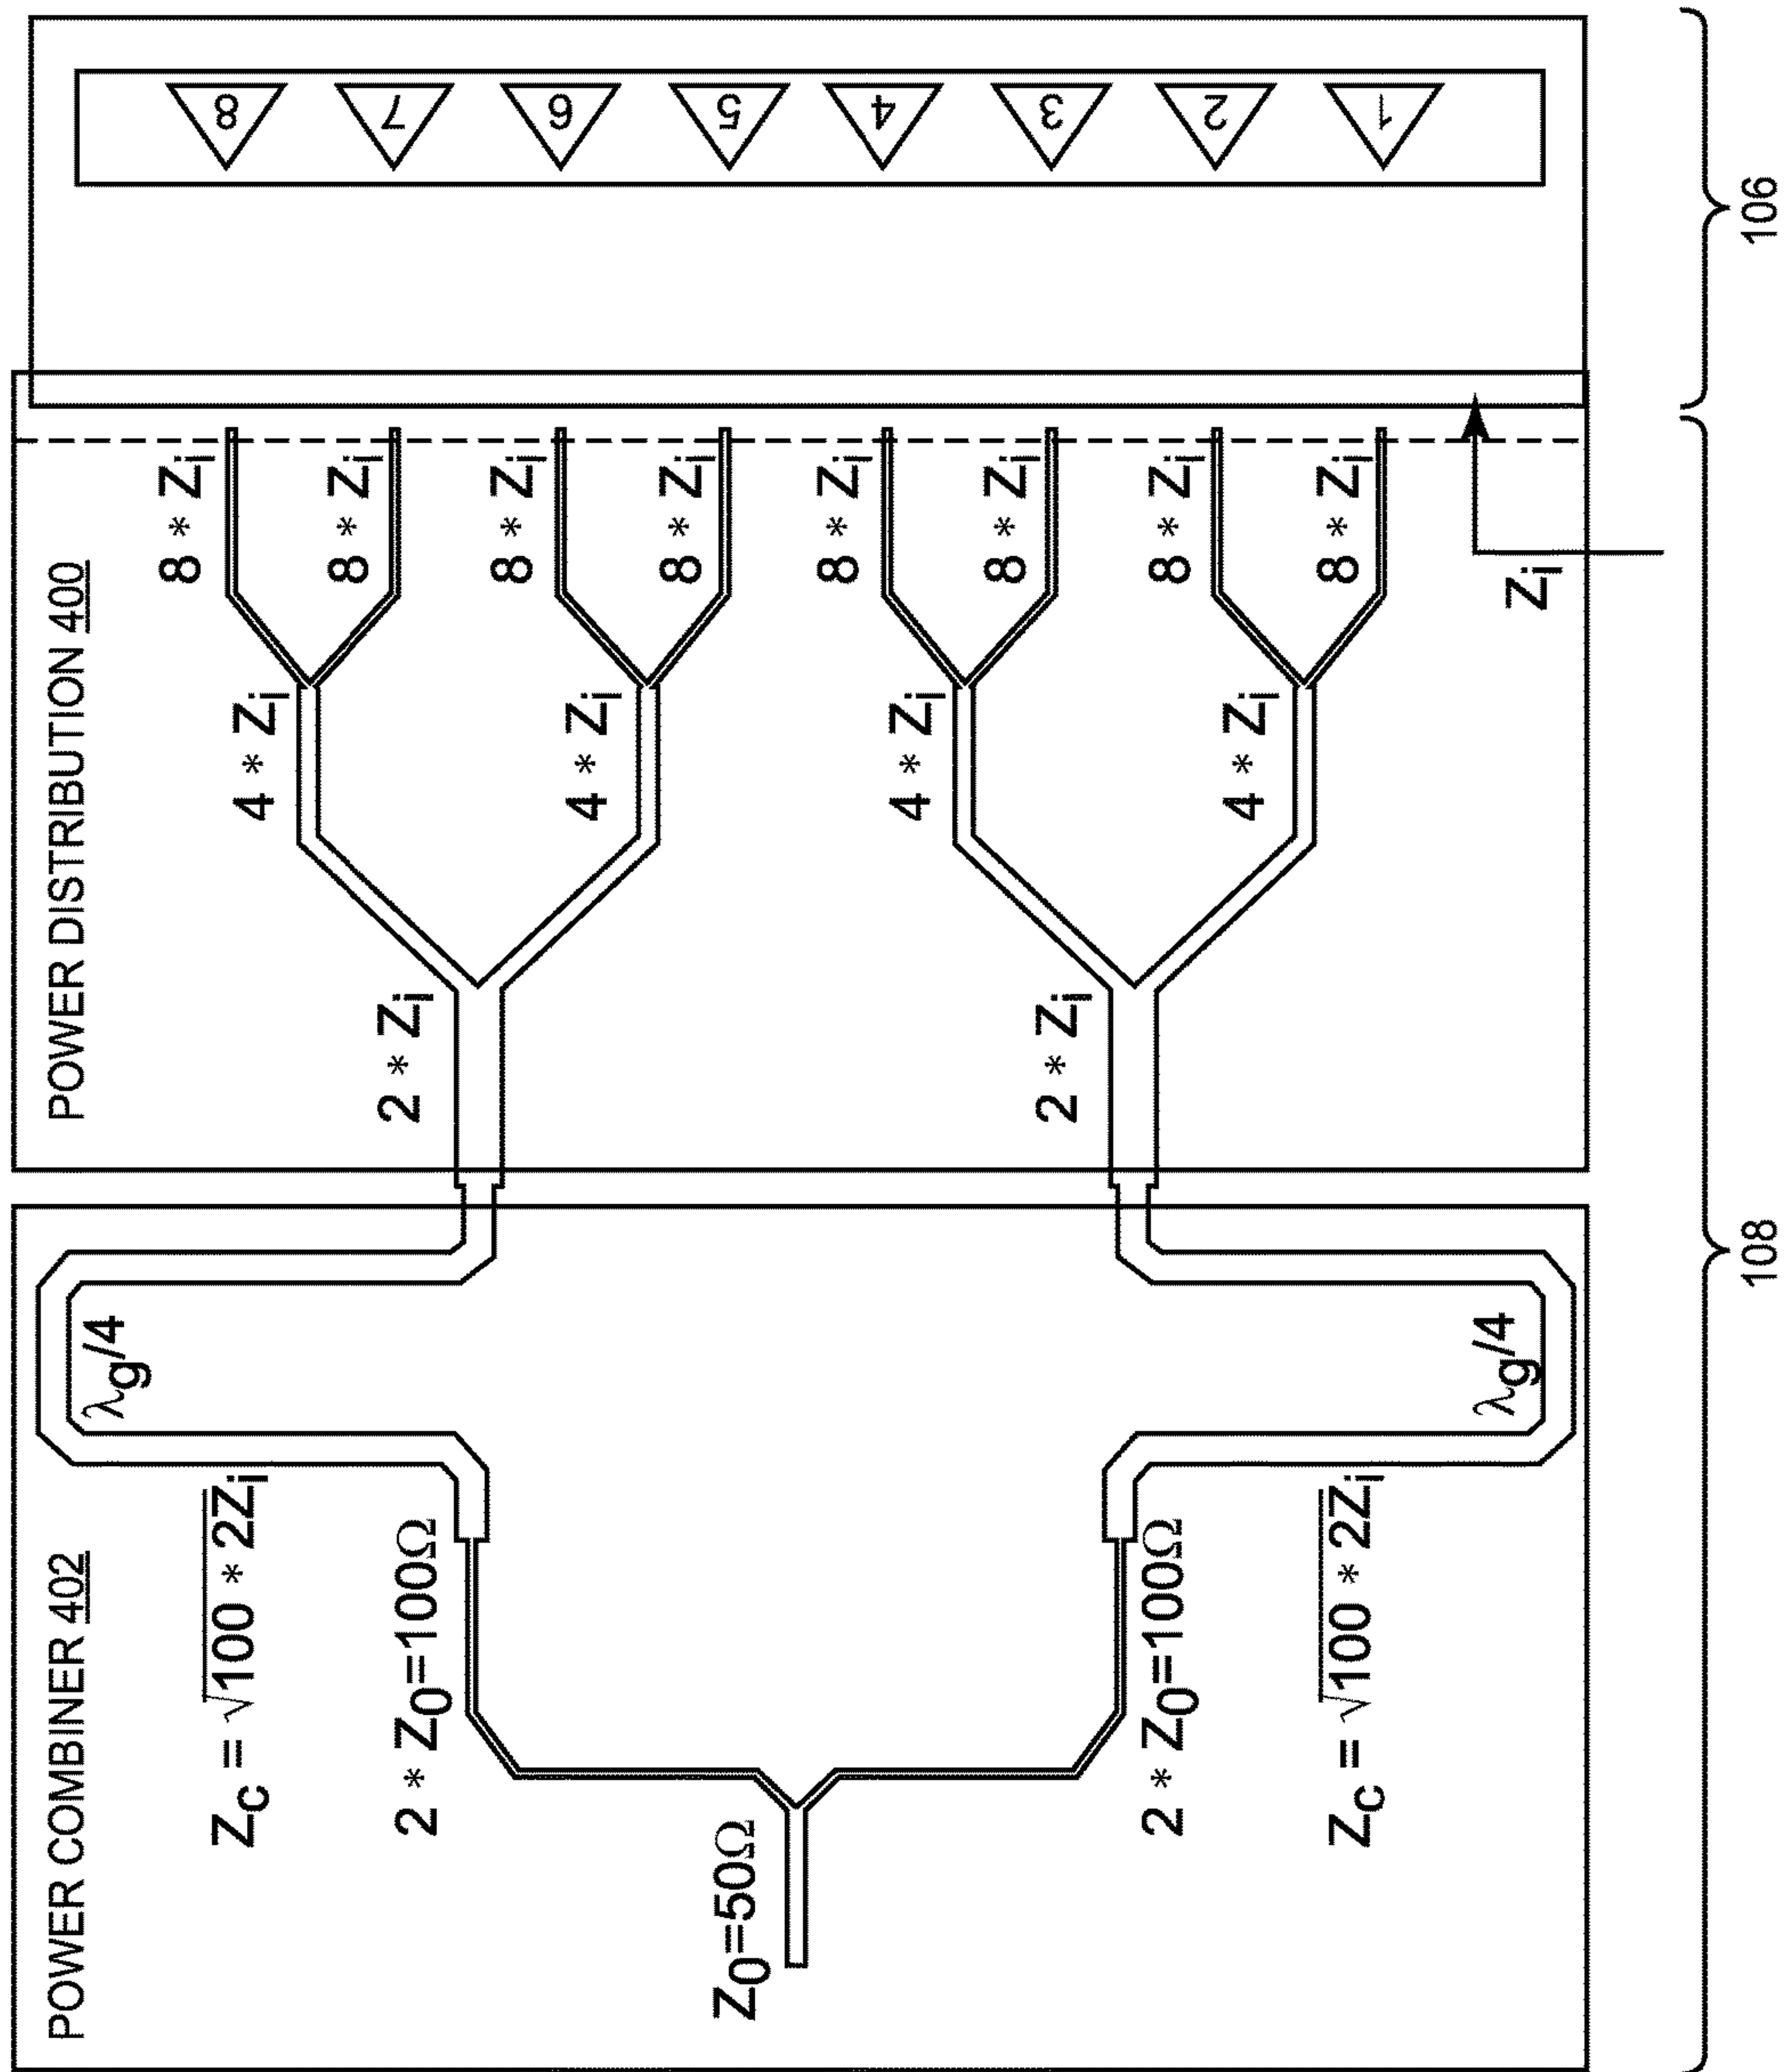 POWER COMBINER 402
λg/4
Zc = √100 * 2Zi
2 * Z0=100Ω
Z0=50Ω
2 * Z0=100Ω
Zc = √100 * 2Zi
λg/4
POWER DISTRIBUTION 400
8 * Zi
4 * Zi
8 * Zi
2 * Zi
8 * Zi
4 * Zi
8 * Zi
8 * Zi
4 * Zi
8 * Zi
2 * Zi
8 * Zi
4 * Zi
8 * Zi
Zi
8
7
6
5
4
3
2
1
108
106